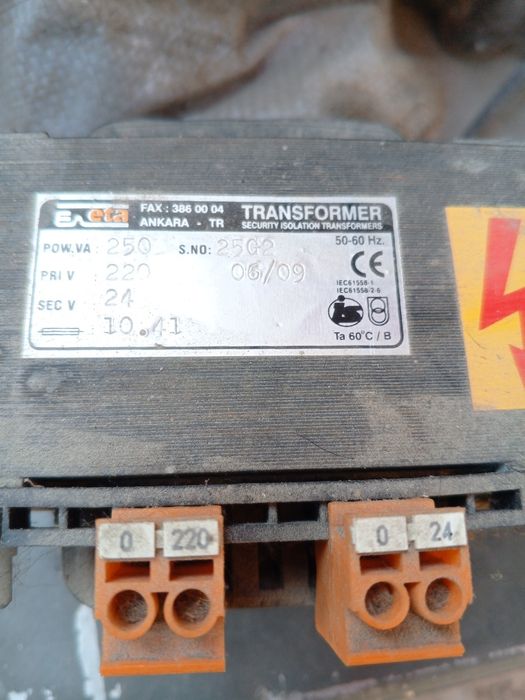 eta FAX : 386 00 04 TRANSFORMER
ANKARA - TR SECURITY ISOLATION TRANSFORMERS
POW.VA : 250 S.NO: 2502 50-60 Hz.
PRI V : 220 06/09 CE
SEC V : 24 IEC61558-1
IEC61558-2-6
: 10.41 Ta 60°C / B
0 220 0 24